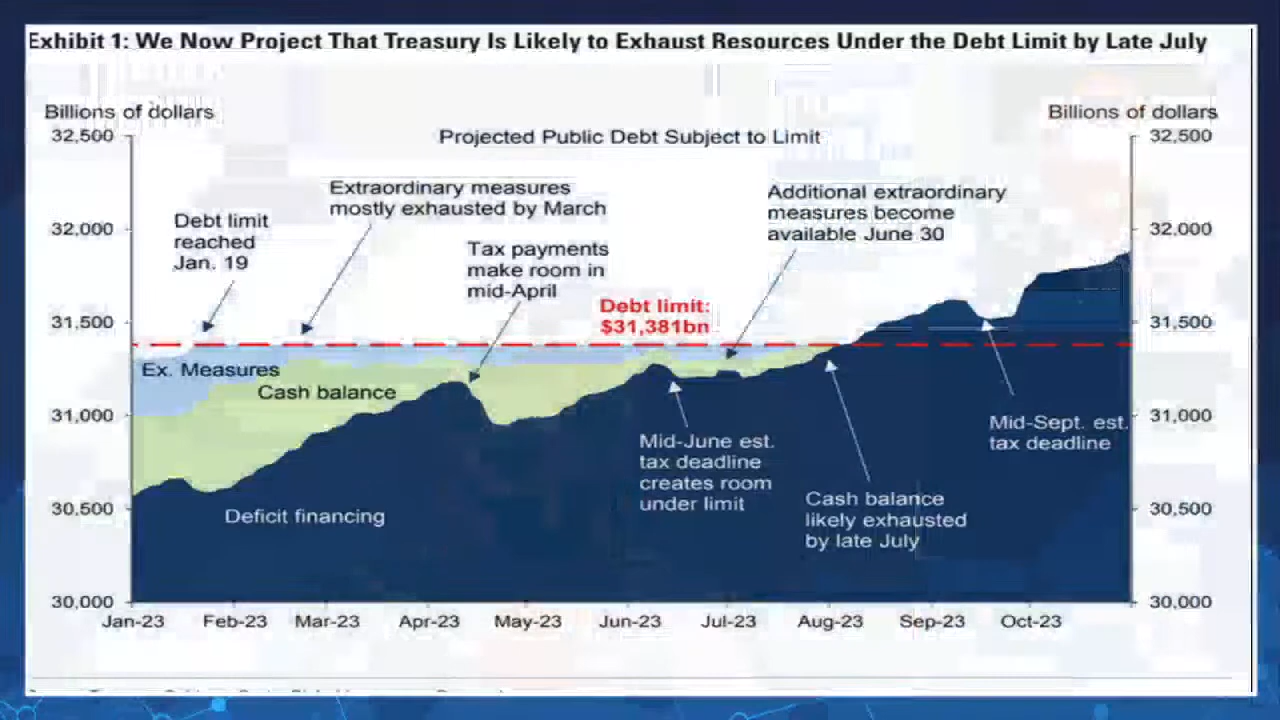 Exhibit 1: We Now Project That Treasury Is Likely to Exhaust Resources Under the Debt Limit by Late July
Billions of dollars
Billions of dollars
Projected Public Debt Subject to Limit
32,500
32,000
31,500
31,000
30,500
30,000
32,500
32,000
31,500
31,000
30,500
30,000
Debt limit
reached
Jan. 19
Extraordinary measures
mostly exhausted by March
Tax payments
make room in
mid-April
Debt limit:
$31,381bn
Additional extraordinary
measures become
available June 30
Ex. Measures
Cash balance
Deficit financing
Mid-June est.
tax deadline
creates room
under limit
Cash balance
likely exhausted
by late July
Mid-Sept. est.
tax deadline
Jan-23
Feb-23
Mar-23
Apr-23
May-23
Jun-23
Jul-23
Aug-23
Sep-23
Oct-23